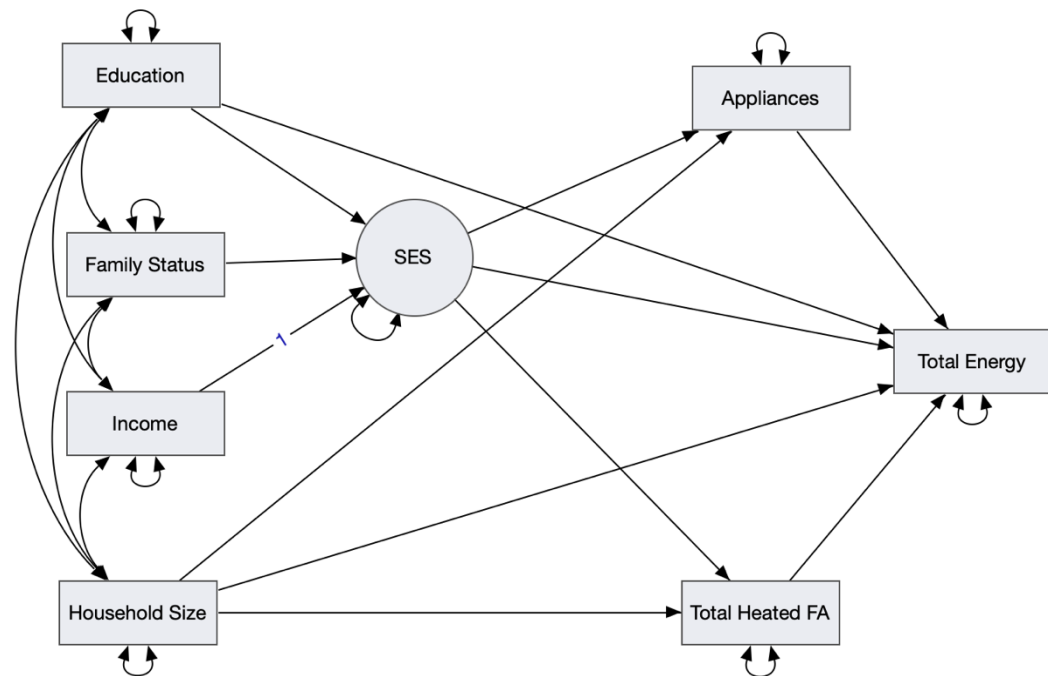 Education
Appliances
Family Status
SES
1
Total Energy
Income
Household Size
Total Heated FA